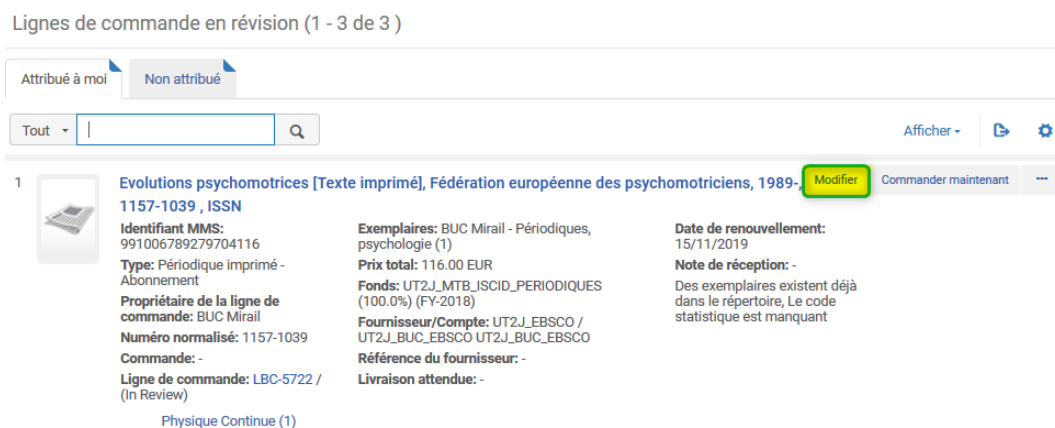 Lignes de commande en révision (1 - 3 de 3 )
Attribué à moi
Non attribué
Tout
Afficher
1
Evolutions psychomotrices [Texte imprimé], Fédération européenne des psychomotriciens, 1989-,
Modifier
Commander maintenant
1157-1039 , ISSN
Identifiant MMS:
991006789279704116
Type: Périodique imprimé -
Abonnement
Propriétaire de la ligne de
commande: BUC Mirail
Numéro normalisé: 1157-1039
Commande: -
Ligne de commande: LBC-5722 /
(In Review)
Physique Continue (1)
Exemplaires: BUC Mirail - Périodiques,
psychologie (1)
Prix total: 116.00 EUR
Fonds: UT2J_MTB_ISCID_PERIODIQUES
(100.0%) (FY-2018)
Fournisseur/Compte: UT2J_EBSCO /
UT2J_BUC_EBSCO UT2J_BUC_EBSCO
Référence du fournisseur: -
Livraison attendue: -
Date de renouvellement:
15/11/2019
Note de réception: -
Des exemplaires existent déjà
dans le répertoire, Le code
statistique est manquant